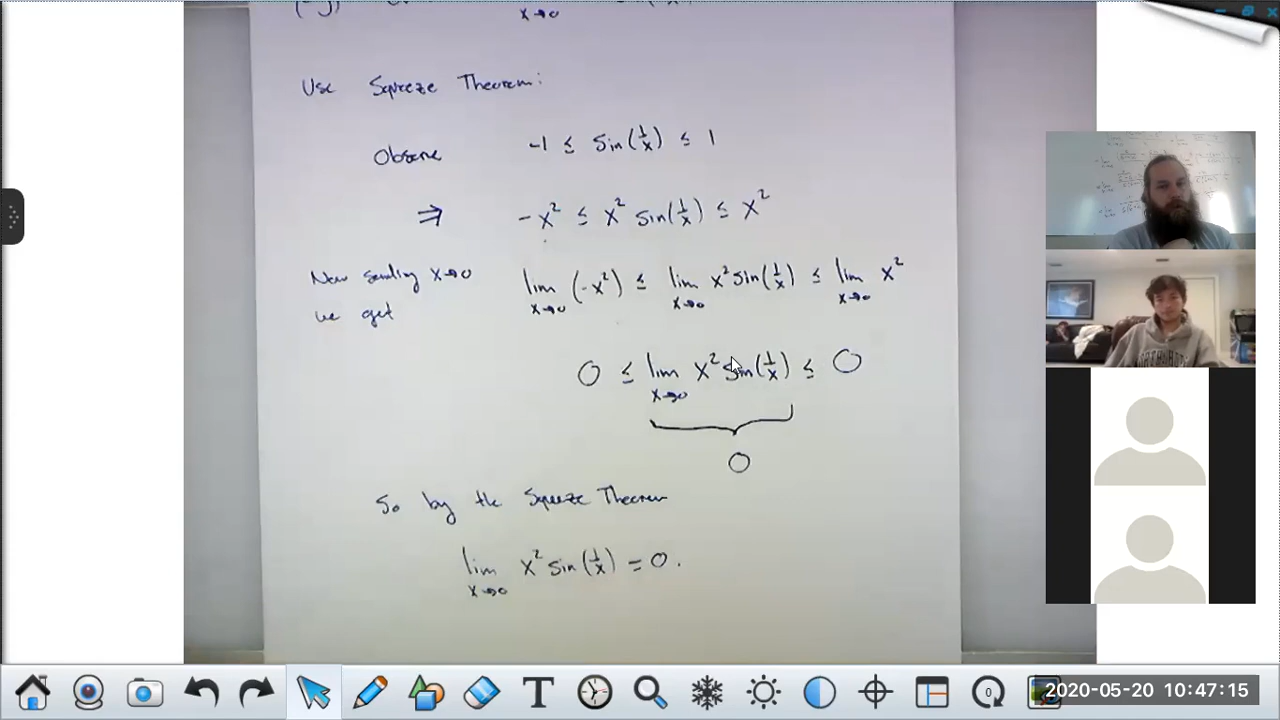 x→0
Use Squeeze Theorem:
Observe -1 ≤ sin(1/x) ≤ 1
⇒ -x² ≤ x² sin(1/x) ≤ x²
Now sending x→0 lim x→0 (-x²) ≤ lim x→0 x² sin(1/x) ≤ lim x→0 x²
we get
0 ≤ lim x→0 x² sin(1/x) ≤ 0
0
So by the Squeeze Theorem
lim x→0 x² sin(1/x) = 0.
T
0
2020-05-20 10:47:15